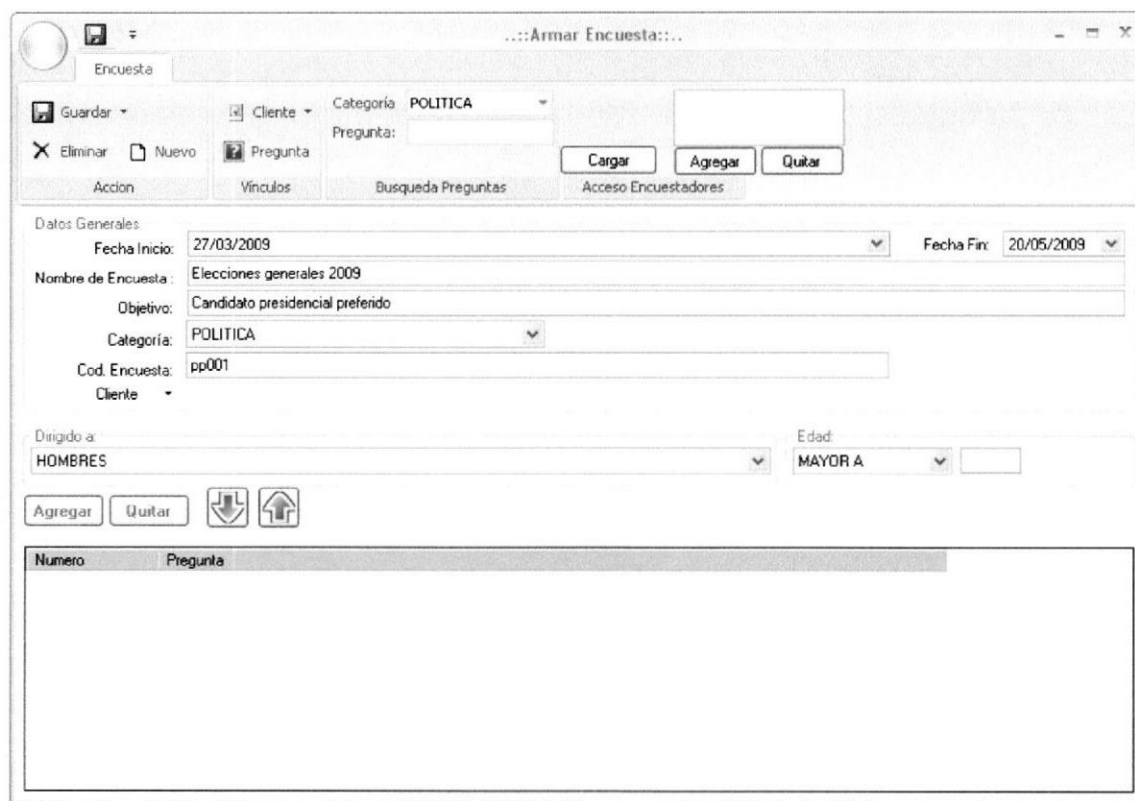 ..::Armar Encuesta::..
Encuesta
Guardar
Cliente
Categoría POLITICA
Pregunta:
Eliminar Nuevo
Pregunta
Cargar Agregar Quitar
Accion Vinculos Busqueda Preguntas Acceso Encuestadores
Datos Generales
Fecha Inicio: 27/03/2009 Fecha Fin: 20/05/2009
Nombre de Encuesta : Elecciones generales 2009
Objetivo: Candidato presidencial preferido
Categoría: POLITICA
Cod. Encuesta: pp001
Cliente
Dirigido a: Edad:
HOMBRES MAYOR A
Agregar Quitar
Numero Pregunta